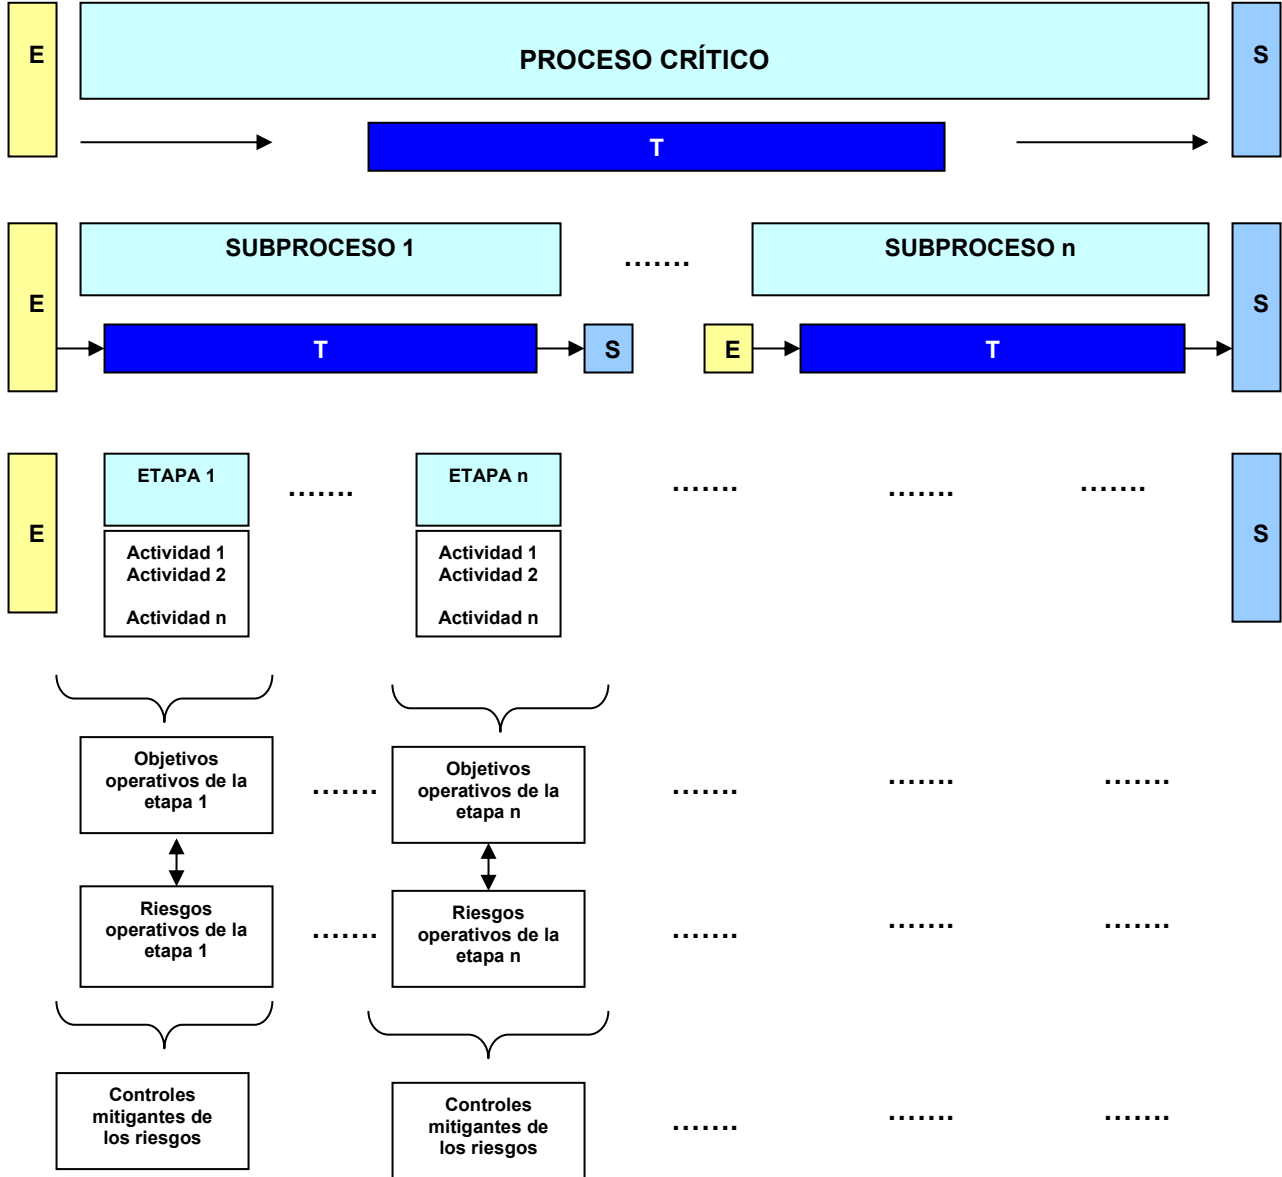 E
PROCESO CRÍTICO
S
T
E
SUBPROCESO 1
.......
SUBPROCESO n
S
T
S
E
T
E
ETAPA 1
.......
ETAPA n
.......
.......
.......
S
Actividad 1
Actividad 2
Actividad n
Actividad 1
Actividad 2
Actividad n
Objetivos
operativos de la
etapa 1
.......
Objetivos
operativos de la
etapa n
.......
.......
.......
Riesgos
operativos de la
etapa 1
.......
Riesgos
operativos de la
etapa n
.......
.......
.......
Controles
mitigantes de
los riesgos
Controles
mitigantes de
los riesgos
.......
.......
.......